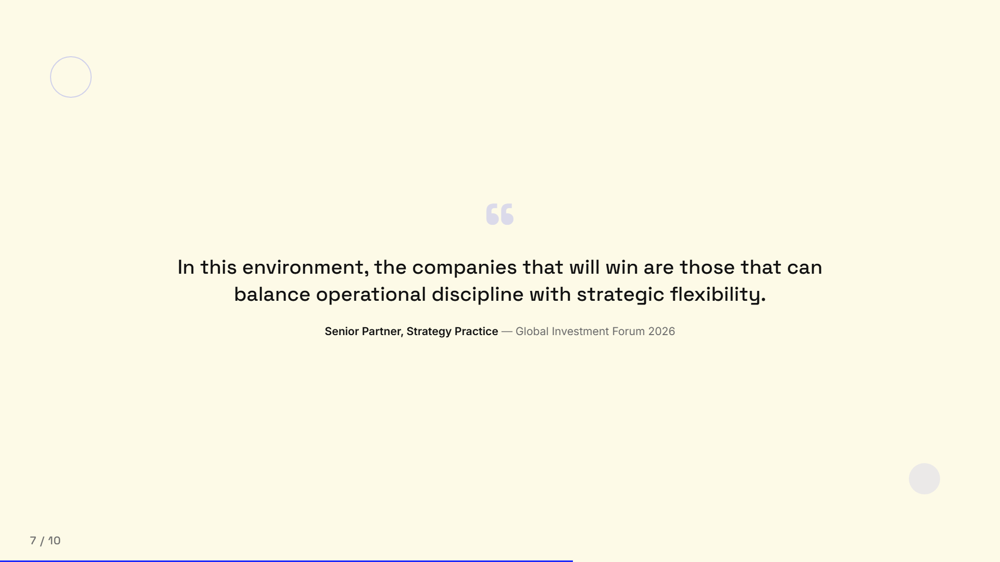 “
In this environment, the companies that will win are those that can
balance operational discipline with strategic flexibility.
Senior Partner, Strategy Practice — Global Investment Forum 2026
7 / 10